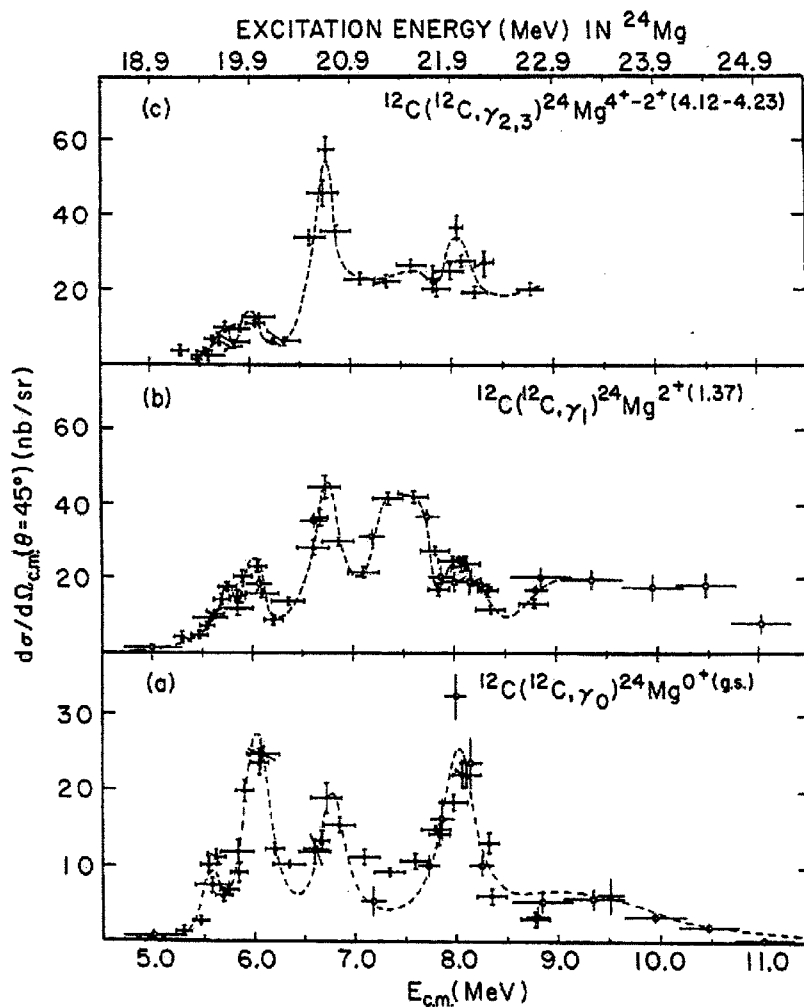 EXCITATION ENERGY (MeV) IN ²⁴Mg
18.9 19.9 20.9 21.9 22.9 23.9 24.9
(c) ¹²C(¹²C,γ₂,₃)²⁴Mg⁴⁺⁻²⁺(4.12-4.23)
60
40
20
(b) ¹²C(¹²C,γ₁)²⁴Mg²⁺(1.37)
60
40
20
dσ/dΩc.m.(θ=45°)(nb/sr)
(a) ¹²C(¹²C,γ₀)²⁴Mg⁰⁺(g.s.)
30
20
10
5.0 6.0 7.0 8.0 9.0 10.0 11.0
Ec.m.(MeV)